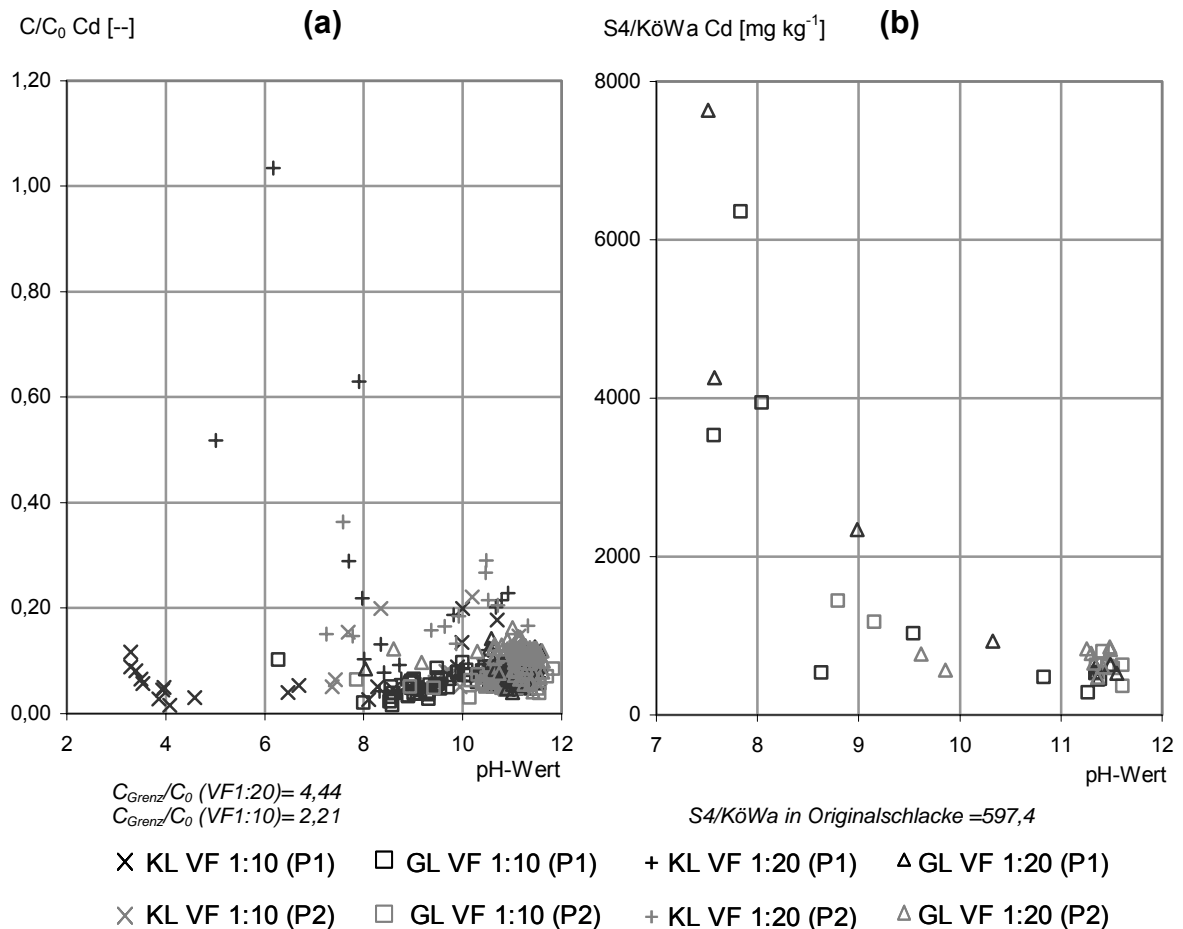 C/C₀ Cd [--]
(a)
S4/KöWa Cd [mg kg⁻¹]
(b)
1,20
1,00
0,80
0,60
0,40
0,20
0,00
2 4 6 8 10 12
pH-Wert
8000
6000
4000
2000
0
7 8 9 10 11 12
pH-Wert
C_Grenz/C₀ (VF1:20)= 4,44
C_Grenz/C₀ (VF1:10)= 2,21
S4/KöWa in Originalschlacke =597,4
KL VF 1:10 (P1) GL VF 1:10 (P1) KL VF 1:20 (P1) GL VF 1:20 (P1)
KL VF 1:10 (P2) GL VF 1:10 (P2) KL VF 1:20 (P2) GL VF 1:20 (P2)